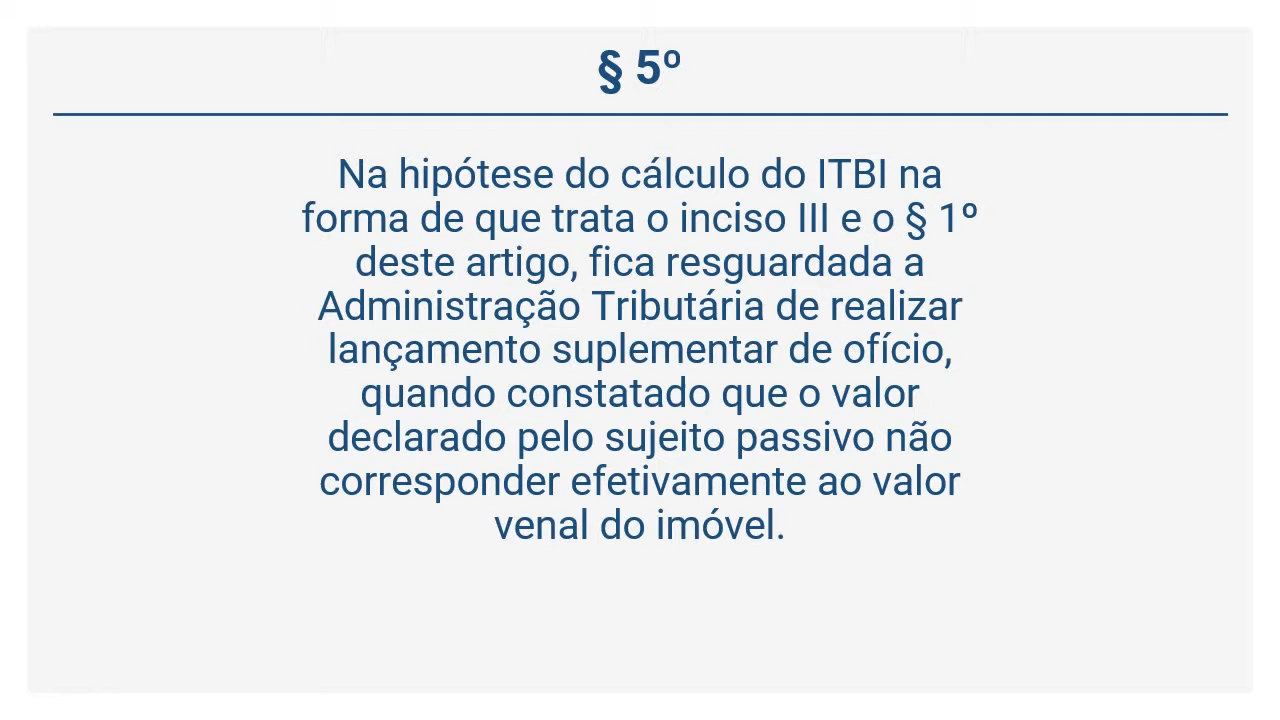 § 5º
Na hipótese do cálculo do ITBI na
forma de que trata o inciso III e o § 1º
deste artigo, fica resguardada a
Administração Tributária de realizar
lançamento suplementar de ofício,
quando constatado que o valor
declarado pelo sujeito passivo não
corresponder efetivamente ao valor
venal do imóvel.